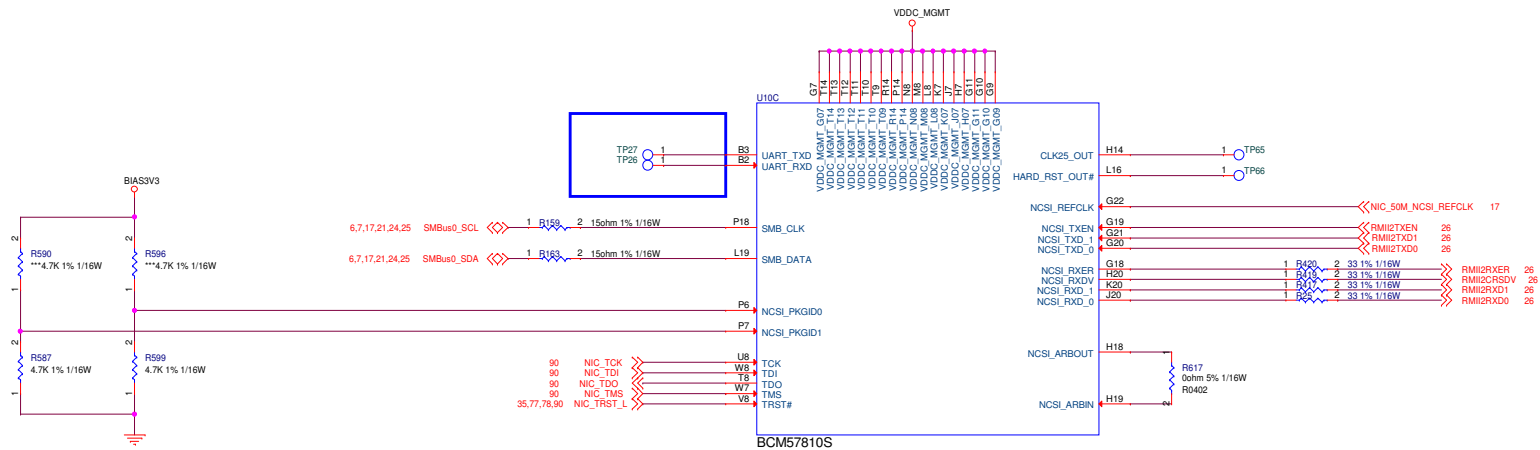 VDDC_MGMT
G7 T14 T13 T12 T11 T10 T9 R14 P14 N8 M8 L8 K7 J7 H7 G11 G10 G9
U10C
VDDC_MGMT_G07 VDDC_MGMT_T14 VDDC_MGMT_T13 VDDC_MGMT_T12 VDDC_MGMT_T11 VDDC_MGMT_T10 VDDC_MGMT_T09 VDDC_MGMT_R14 VDDC_MGMT_P14 VDDC_MGMT_N08 VDDC_MGMT_M08 VDDC_MGMT_L08 VDDC_MGMT_K07 VDDC_MGMT_J07 VDDC_MGMT_H07 VDDC_MGMT_G11 VDDC_MGMT_G10 VDDC_MGMT_G09
TP27 1 B3 UART_TXD
TP26 1 B2 UART_RXD
CLK25_OUT H14 1 TP65
HARD_RST_OUT# L16 1 TP66
BIAS3V3
NCSI_REFCLK G22 NIC_50M_NCSI_REFCLK 17
6,7,17,21,24,25 SMBus0_SCL 1 R159 2 15ohm 1% 1/16W P18 SMB_CLK
NCSI_TXEN G19 RMII2TXEN 26
NCSI_TXD_1 G21 RMII2TXD1 26
NCSI_TXD_0 G20 RMII2TXD0 26
2 R590 2 R596
***4.7K 1% 1/16W ***4.7K 1% 1/16W
1 1
6,7,17,21,24,25 SMBus0_SDA 1 R163 2 15ohm 1% 1/16W L19 SMB_DATA
NCSI_RXER G18 1 R420 2 33 1% 1/16W RMII2RXER 26
NCSI_RXDV H20 1 R419 2 33 1% 1/16W RMII2CRSDV 26
NCSI_RXD_1 K20 1 R417 2 33 1% 1/16W RMII2RXD1 26
NCSI_RXD_0 J20 1 R25 2 33 1% 1/16W RMII2RXD0 26
P6 NCSI_PKGID0
P7 NCSI_PKGID1
2 R587 2 R599
4.7K 1% 1/16W 4.7K 1% 1/16W
1 1
NCSI_ARBOUT H18 1
R617
0ohm 5% 1/16W
R0402
NCSI_ARBIN H19 2
90 NIC_TCK U8 TCK
90 NIC_TDI W8 TDI
90 NIC_TDO T8 TDO
90 NIC_TMS W7 TMS
35,77,78,90 NIC_TRST_L V8 TRST#
BCM57810S